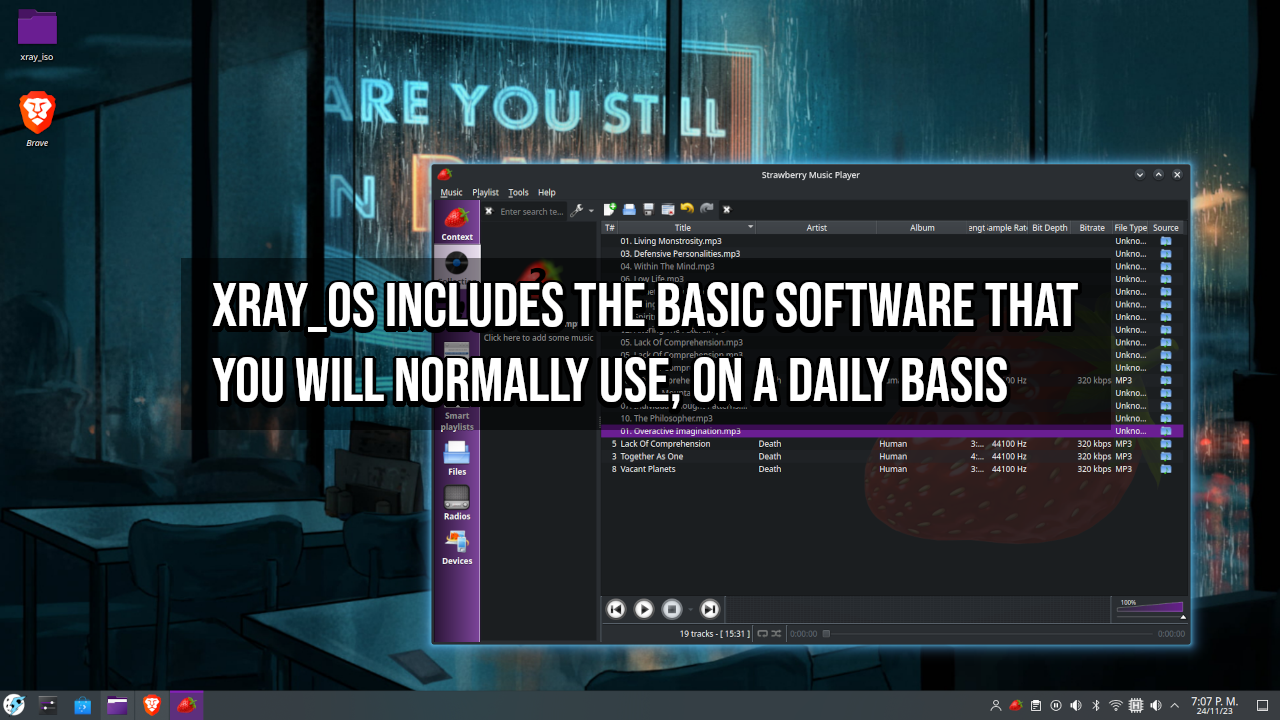 xray_iso
Brave
ARE YOU STILL
Strawberry Music Player
Music Playlist Tools Help
Enter search te...
Context
T# Title Artist Album Bit Depth Bitrate File Type Source
01. Living Monstrosity.mp3 Unkno...
03. Defensive Personalities.mp3 Unkno...
04. Within The Mind.mp3 Unkno...
06. Low Life.mp3 Unkno...
Unkno...
Unkno...
Unkno...
XRAY_OS INCLUDES THE BASIC SOFTWARE THAT
YOU WILL NORMALLY USE, ON A DAILY BASIS
Click here to add some music
Unkno...
05. Lack Of Comprehension.mp3 Unkno...
05. Lack Of Comprehension.mp3 Unkno...
Unkno...
320 kbps MP3
Unkno...
Unkno...
10. The Philosopher.mp3 Unkno...
01. Overactive Imagination.mp3 Unkno...
5 Lack Of Comprehension Death Human 3:... 44100 Hz 320 kbps MP3
3 Together As One Death Human 4:... 44100 Hz 320 kbps MP3
8 Vacant Planets Death Human 3:... 44100 Hz 320 kbps MP3
Smart
playlists
Files
Radios
Devices
100%
19 tracks - [ 15:31 ]
0:00:00
0:00:00
7:07 P. M.
24/11/23